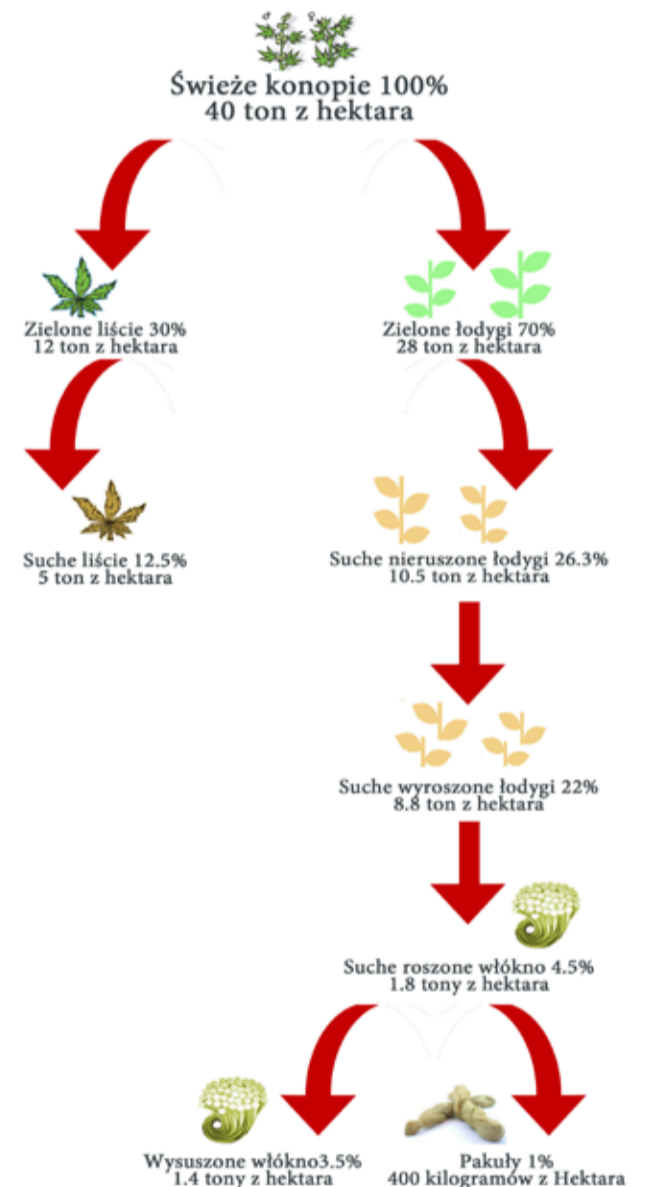 Świeże konopie 100%
40 ton z hektara
Zielone liście 30%
12 ton z hektara
Zielone łodygi 70%
28 ton z hektara
Suche liście 12.5%
5 ton z hektara
Suche nieruszone łodygi 26.3%
10.5 ton z hektara
Suche wyroszone łodygi 22%
8.8 ton z hektara
Suche roszone włókno 4.5%
1.8 tony z hektara
Wysuszone włókno3.5%
1.4 tony z hektara
Pakuły 1%
400 kilogramów z Hektara